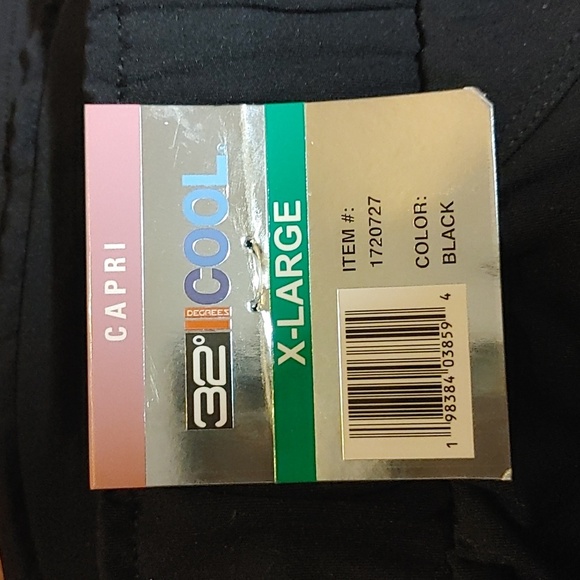 CAPRI
32° DEGREES COOL
X-LARGE
ITEM #:
1720727
COLOR:
BLACK
1 98384 03859 4